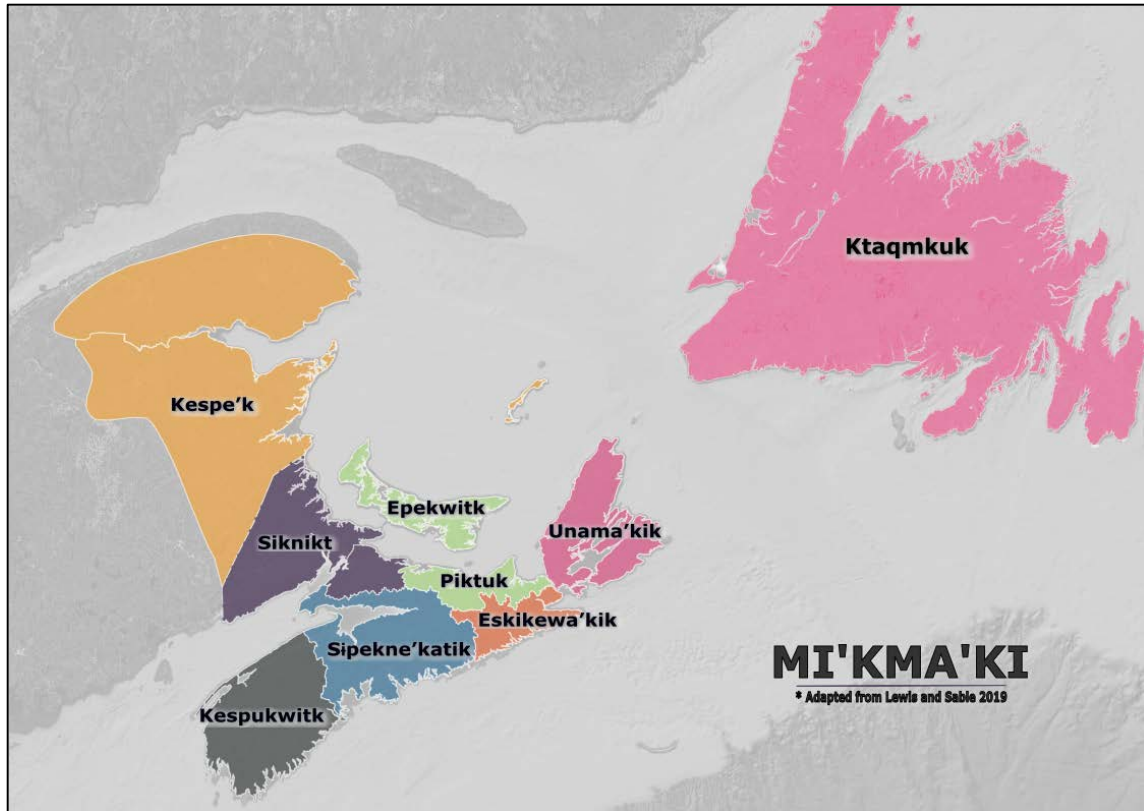 Ktaqmkuk
Kespe’k
Epekwitk
Unama’kik
Siknikt
Piktuk
Eskikewa’kik
Sɨpekne’katik
Kespukwitk
MI'KMA'KI
* Adapted from Lewis and Sable 2019